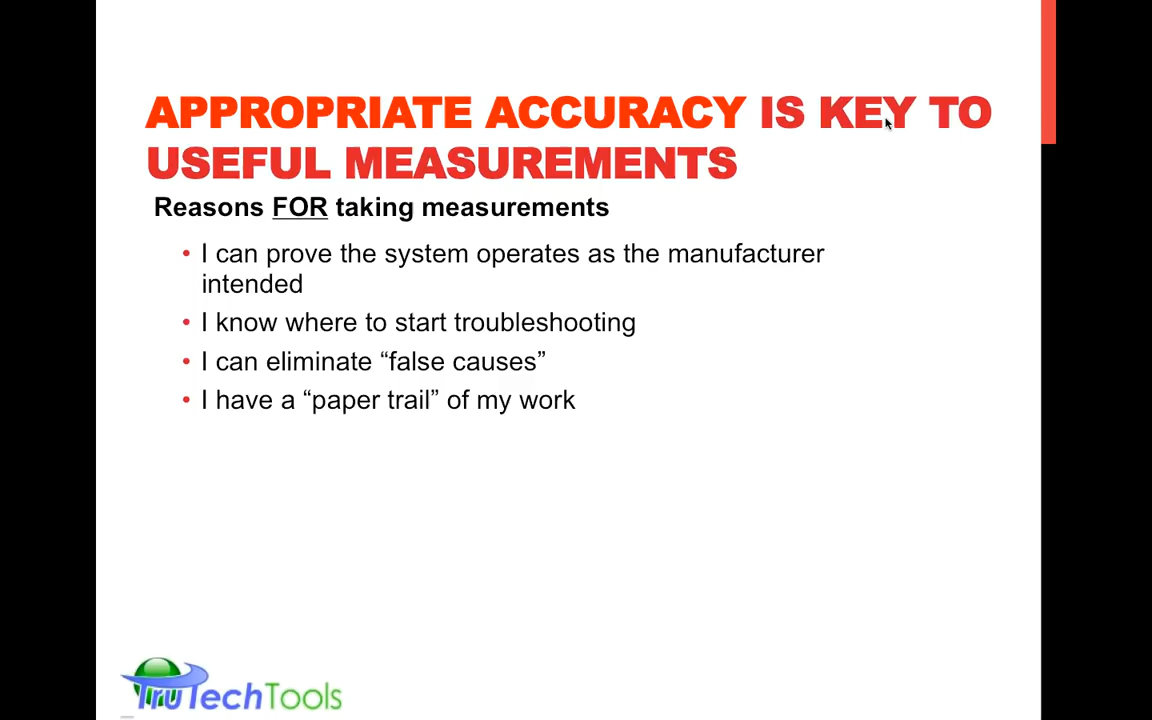 APPROPRIATE ACCURACY IS KEY TO
USEFUL MEASUREMENTS
Reasons FOR taking measurements
• I can prove the system operates as the manufacturer
intended
• I know where to start troubleshooting
• I can eliminate “false causes”
• I have a “paper trail” of my work
TruTechTools